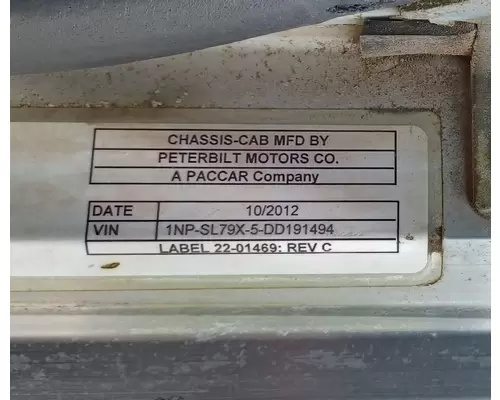 CHASSIS-CAB MFD BY
PETERBILT MOTORS CO.
A PACCAR Company
DATE 10/2012
VIN 1NP-SL79X-5-DD191494
LABEL 22-01469: REV C